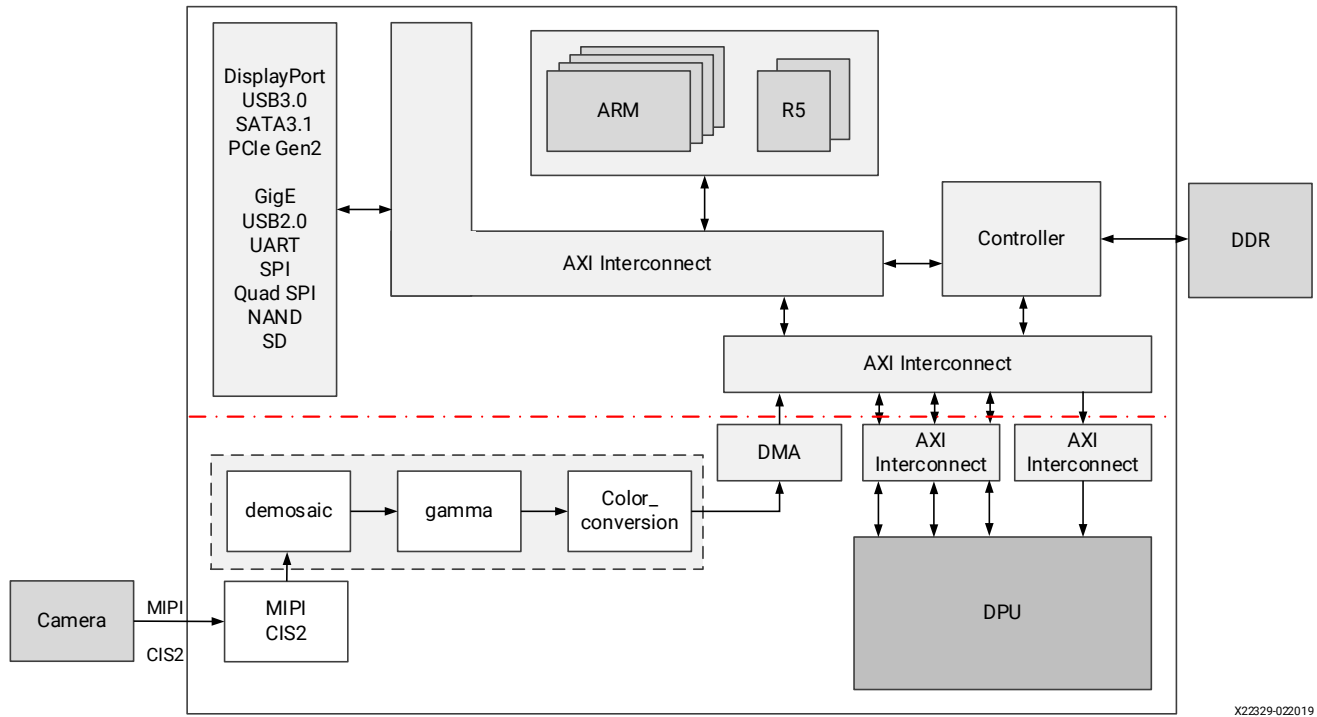 DisplayPort
USB3.0
SATA3.1
PCIe Gen2
GigE
USB2.0
UART
SPI
Quad SPI
NAND
SD
ARM
R5
AXI Interconnect
Controller
DDR
AXI Interconnect
DMA
AXI
Interconnect
AXI
Interconnect
demosaic
gamma
Color_
conversion
Camera
MIPI
CIS2
MIPI
CIS2
DPU
X22329-022019